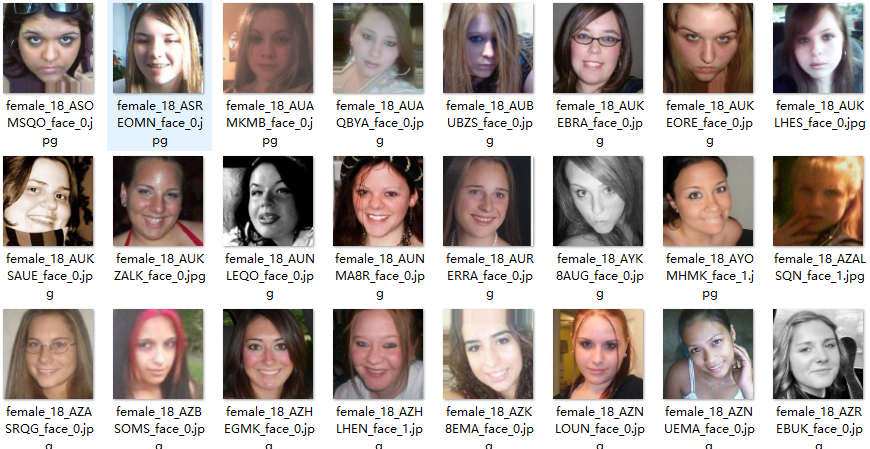 female_18_ASO
MSQO_face_0.j
pg
female_18_ASR
EOMN_face_0.j
pg
female_18_AUA
MKMB_face_0.j
pg
female_18_AUA
QBYA_face_0.jp
g
female_18_AUB
UBZS_face_0.jp
g
female_18_AUK
EBRA_face_0.jp
g
female_18_AUK
EORE_face_0.jp
g
female_18_AUK
LHES_face_0.jpg
female_18_AUK
SAUE_face_0.jp
g
female_18_AUK
ZALK_face_0.jpg
female_18_AUN
LEQO_face_0.jp
g
female_18_AUN
MA8R_face_0.jp
g
female_18_AUR
ERRA_face_0.jp
g
female_18_AYK
8AUG_face_0.jp
g
female_18_AYO
MHMK_face_1.j
pg
female_18_AZAL
SQN_face_1.jpg
female_18_AZA
SRQG_face_0.jp
g
female_18_AZB
SOMS_face_0.jp
g
female_18_AZH
EGMK_face_0.jp
g
female_18_AZH
LHEN_face_1.jp
g
female_18_AZK
8EMA_face_0.jp
g
female_18_AZN
LOUN_face_0.jp
g
female_18_AZN
UEMA_face_0.jp
g
female_18_AZR
EBUK_face_0.jp
g